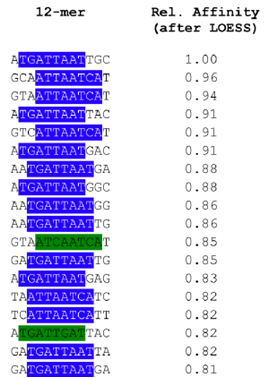 12-mer Rel. Affinity
(after LOESS)
ATGATTAATTGC 1.00
GCAATTAATCAT 0.96
GTAATTAATCAT 0.94
ATGATTAATTAC 0.91
GTCATTAATCAT 0.91
ATGATTAATGAC 0.91
AATGATTAATGA 0.88
ATGATTAATGGC 0.88
AATGATTAATGG 0.86
AATGATTAATTG 0.86
GTAATCAATCAT 0.85
GATGATTAATTG 0.85
ATGATTAATGAG 0.83
TAATTAATCATC 0.82
TCATTAATCATT 0.82
ATGATTGATTAC 0.82
GATGATTAATTA 0.82
GATGATTAATGA 0.81